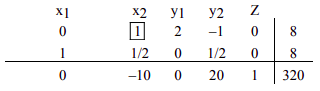 x1 x2 y1 y2 Z
0 1 2 –1 0 8
1 1/2 0 1/2 0 8
0 –10 0 20 1 320